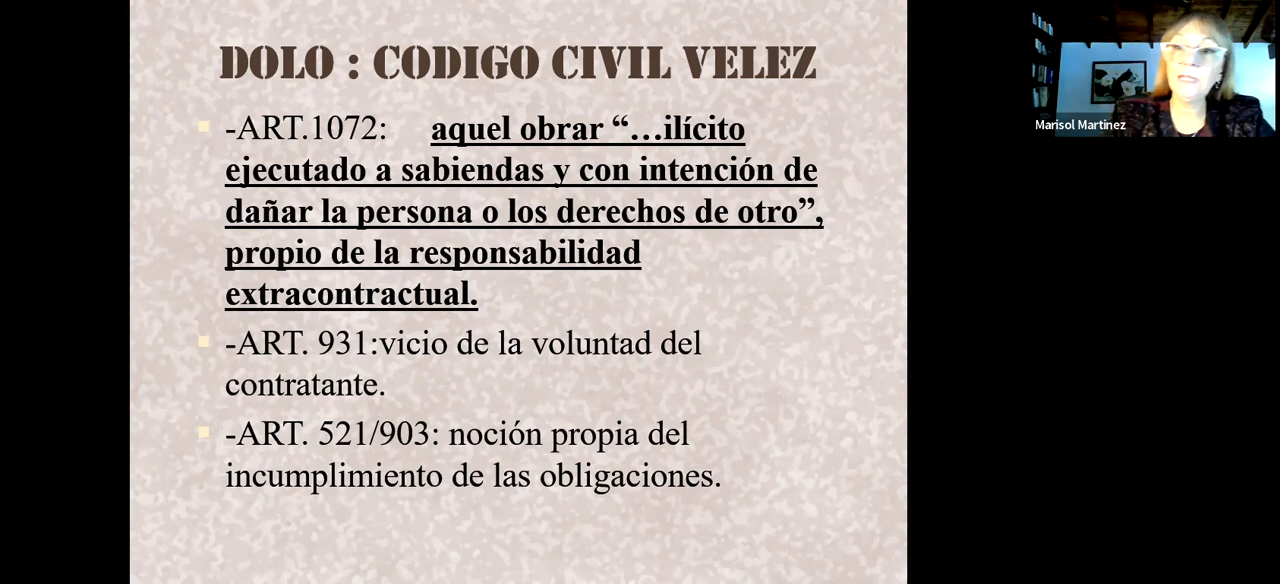 DOLO : CODIGO CIVIL VELEZ
-ART.1072: aquel obrar “…ilícito
ejecutado a sabiendas y con intención de
dañar la persona o los derechos de otro”,
propio de la responsabilidad
extracontractual.
-ART. 931:vicio de la voluntad del
contratante.
-ART. 521/903: noción propia del
incumplimiento de las obligaciones.
Marisol Martinez